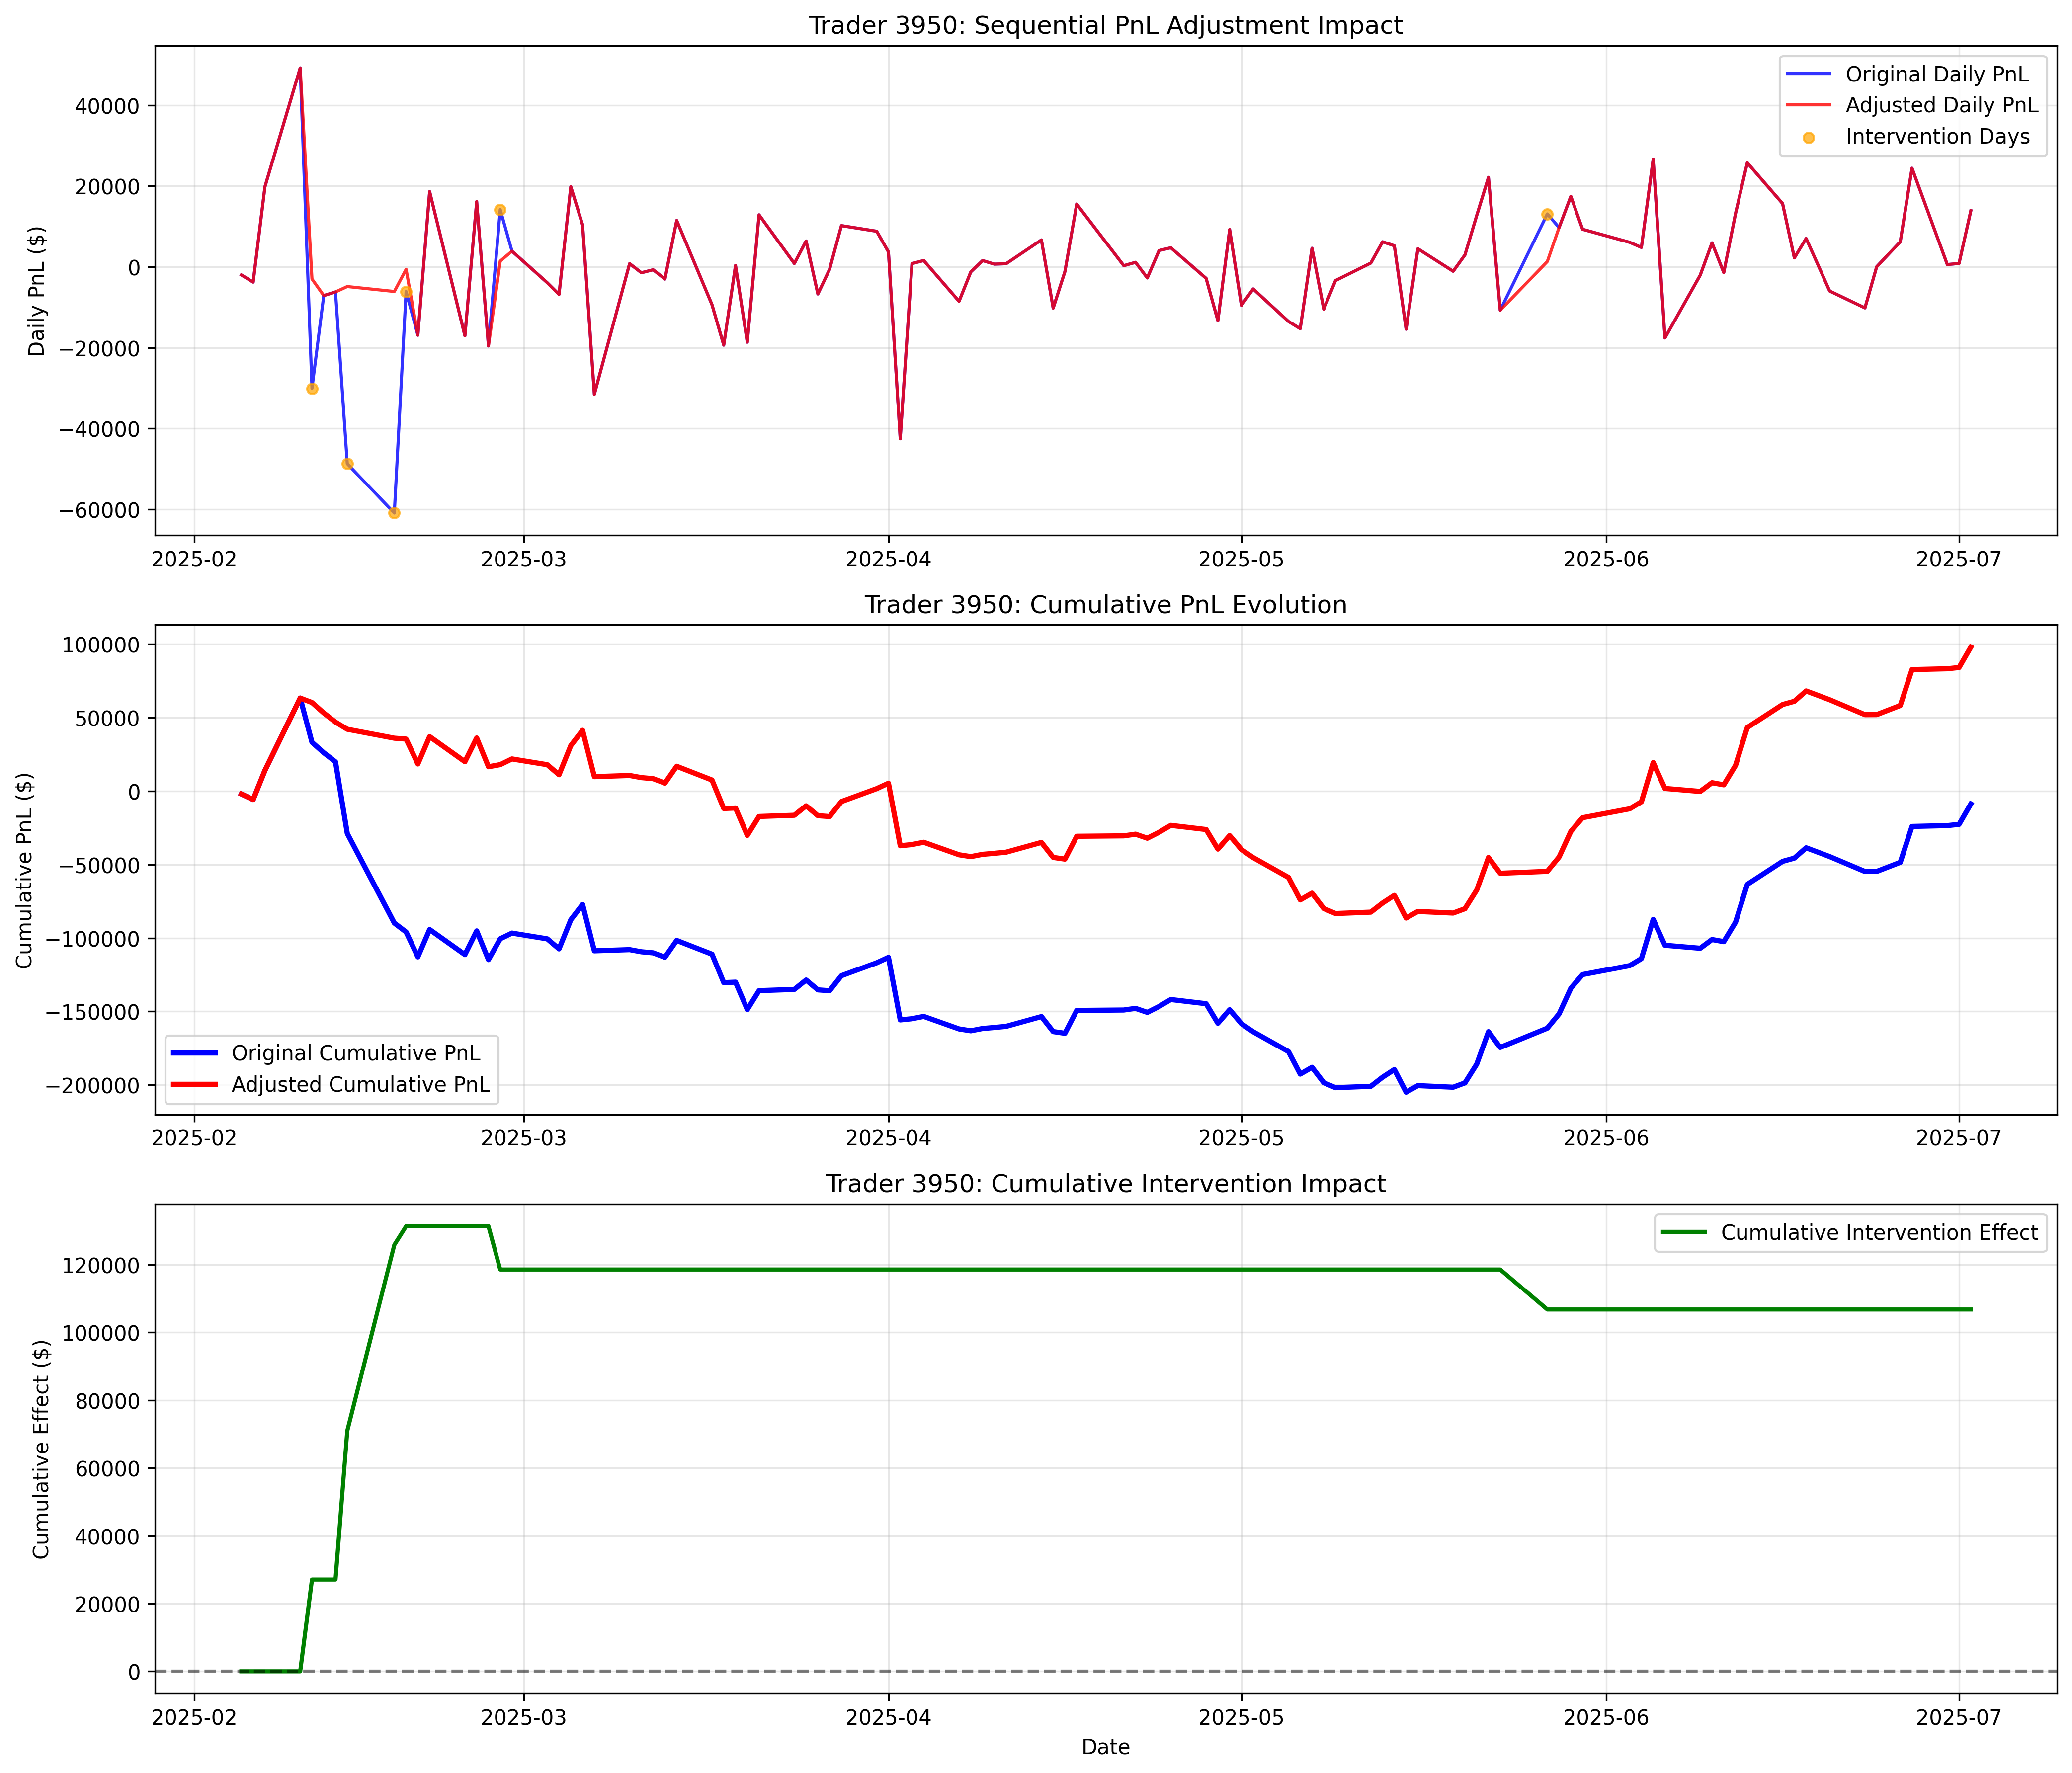 Trader 3950: Sequential PnL Adjustment Impact
Daily PnL ($)
40000
20000
0
−20000
−40000
−60000
Original Daily PnL
Adjusted Daily PnL
Intervention Days
2025-02 2025-03 2025-04 2025-05 2025-06 2025-07
Trader 3950: Cumulative PnL Evolution
Cumulative PnL ($)
100000
50000
0
−50000
−100000
−150000
−200000
Original Cumulative PnL
Adjusted Cumulative PnL
2025-02 2025-03 2025-04 2025-05 2025-06 2025-07
Trader 3950: Cumulative Intervention Impact
Cumulative Effect ($)
120000
100000
80000
60000
40000
20000
0
Cumulative Intervention Effect
2025-02 2025-03 2025-04 2025-05 2025-06 2025-07
Date